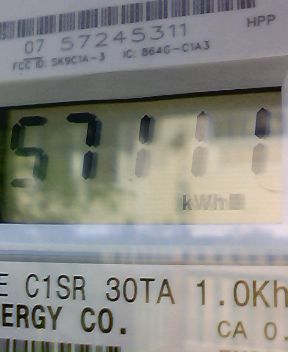 HPP
07 57245311
FCC ID: SK9C1A-3 IC: 864G-C1A3
57111
kWh
E C1SR 30TA 1.0Kh
ERGY CO.
CA 0.